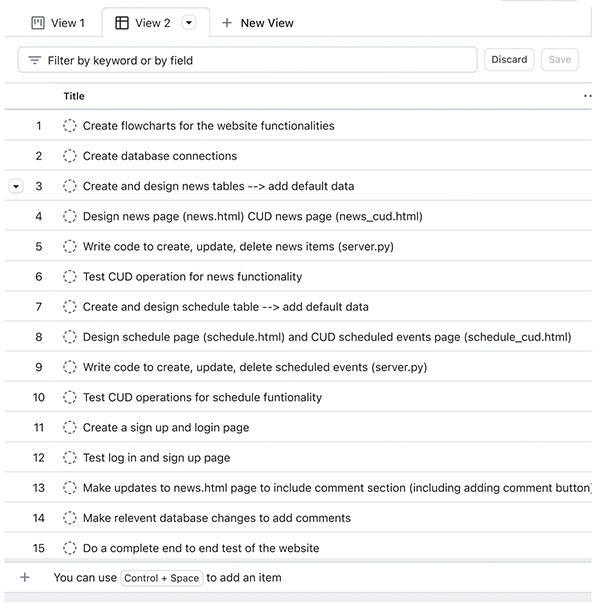 View 1 View 2 + New View
Filter by keyword or by field Discard Save
Title
1 Create flowcharts for the website functionalities
2 Create database connections
3 Create and design news tables --> add default data
4 Design news page (news.html) CUD news page (news_cud.html)
5 Write code to create, update, delete news items (server.py)
6 Test CUD operation for news functionality
7 Create and design schedule table --> add default data
8 Design schedule page (schedule.html) and CUD scheduled events page (schedule_cud.html)
9 Write code to create, update, delete scheduled events (server.py)
10 Test CUD operations for schedule funtionality
11 Create a sign up and login page
12 Test log in and sign up page
13 Make updates to news.html page to include comment section (including adding comment button)
14 Make relevent database changes to add comments
15 Do a complete end to end test of the website
+ You can use Control + Space to add an item